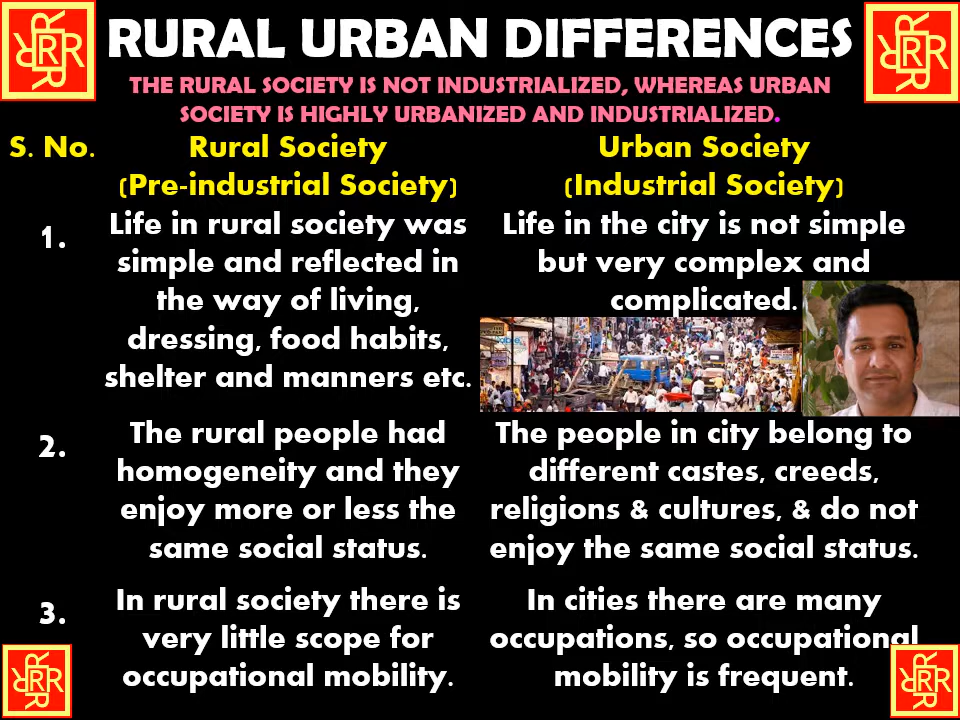 RURAL URBAN DIFFERENCES
THE RURAL SOCIETY IS NOT INDUSTRIALIZED, WHEREAS URBAN
SOCIETY IS HIGHLY URBANIZED AND INDUSTRIALIZED.
S. No.
Rural Society
(Pre-industrial Society)
Urban Society
(Industrial Society)
1.
Life in rural society was
simple and reflected in
the way of living,
dressing, food habits,
shelter and manners etc.
Life in the city is not simple
but very complex and
complicated.
2.
The rural people had
homogeneity and they
enjoy more or less the
same social status.
The people in city belong to
different castes, creeds,
religions & cultures, & do not
enjoy the same social status.
3.
In rural society there is
very little scope for
occupational mobility.
In cities there are many
occupations, so occupational
mobility is frequent.